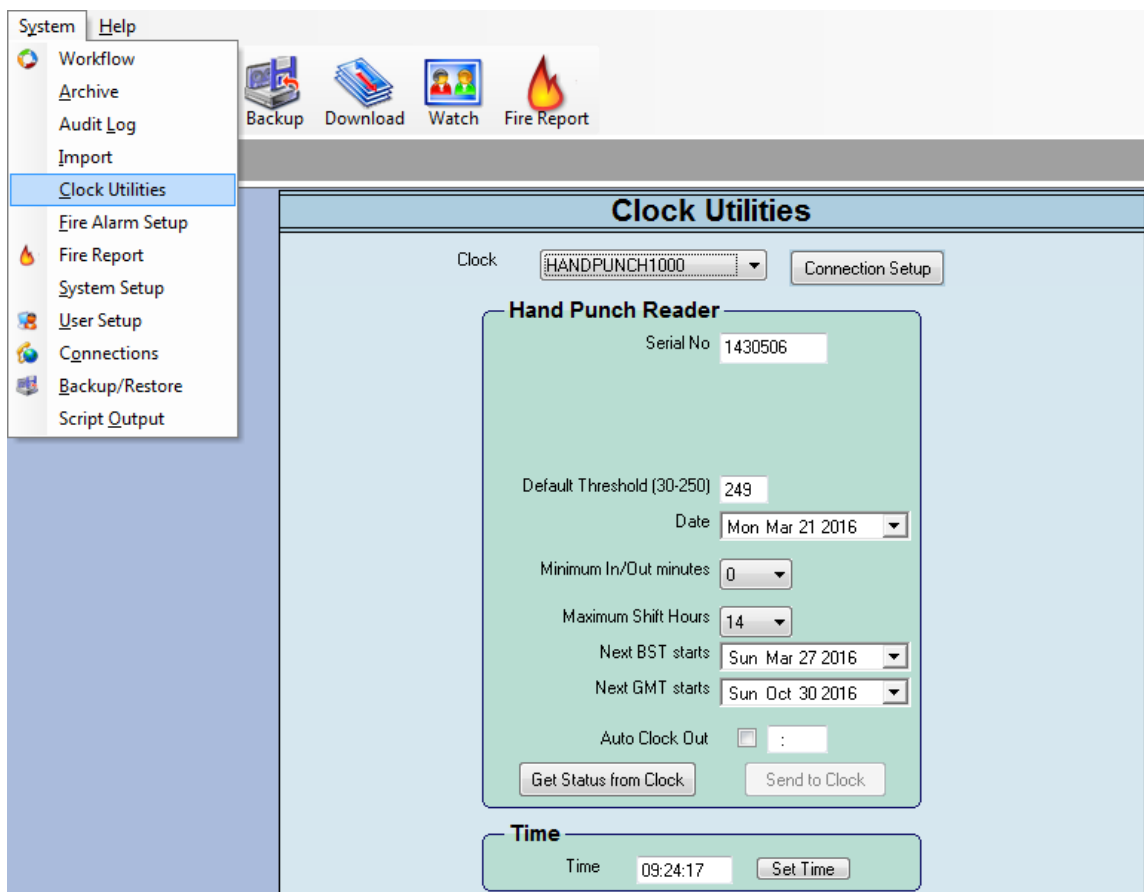 System Help
Workflow
Archive
Audit Log
Import
Clock Utilities
Fire Alarm Setup
Fire Report
System Setup
User Setup
Connections
Backup/Restore
Script Output
Backup Download Watch Fire Report
Clock Utilities
Clock HANDPUNCH1000 Connection Setup
Hand Punch Reader
Serial No 1430506
Default Threshold (30-250) 249
Date Mon Mar 21 2016
Minimum In/Out minutes 0
Maximum Shift Hours 14
Next BST starts Sun Mar 27 2016
Next GMT starts Sun Oct 30 2016
Auto Clock Out :
Get Status from Clock Send to Clock
Time
Time 09:24:17 Set Time